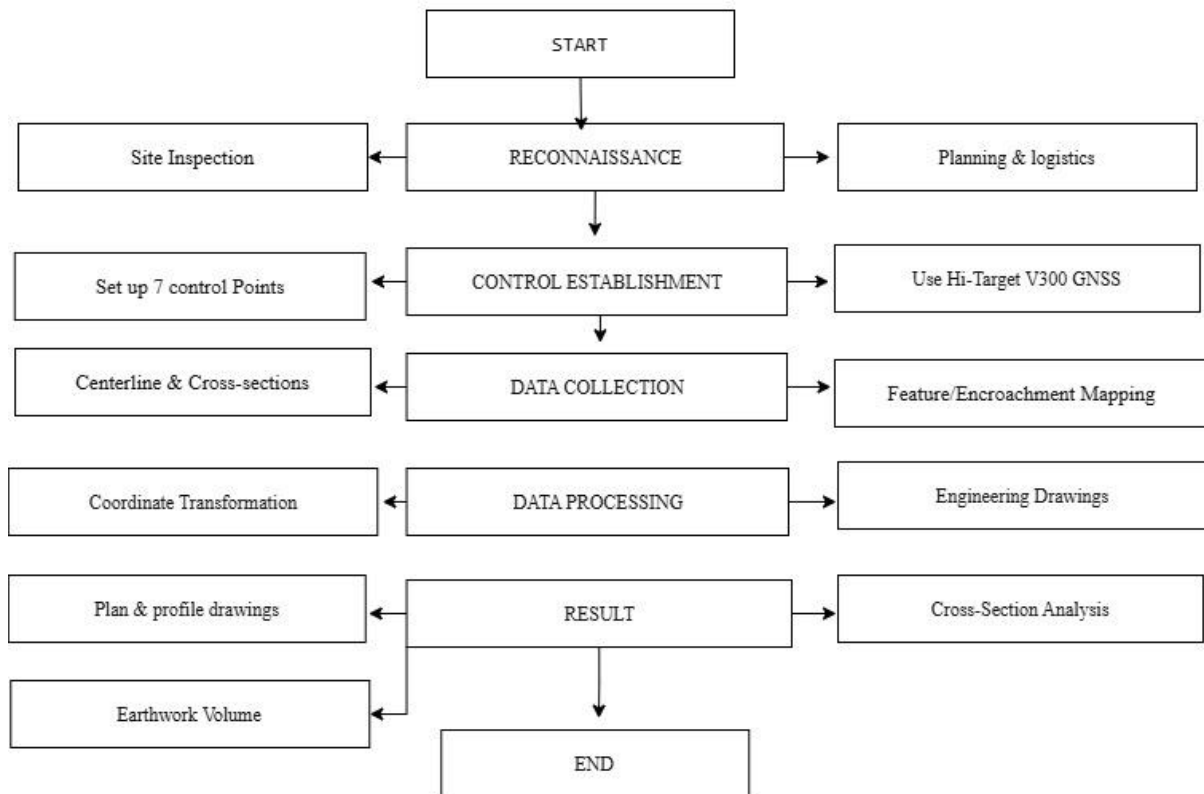 START
Site Inspection
RECONNAISSANCE
Planning & logistics
Set up 7 control Points
CONTROL ESTABLISHMENT
Use Hi-Target V300 GNSS
Centerline & Cross-sections
DATA COLLECTION
Feature/Encroachment Mapping
Coordinate Transformation
DATA PROCESSING
Engineering Drawings
Plan & profile drawings
RESULT
Cross-Section Analysis
Earthwork Volume
END